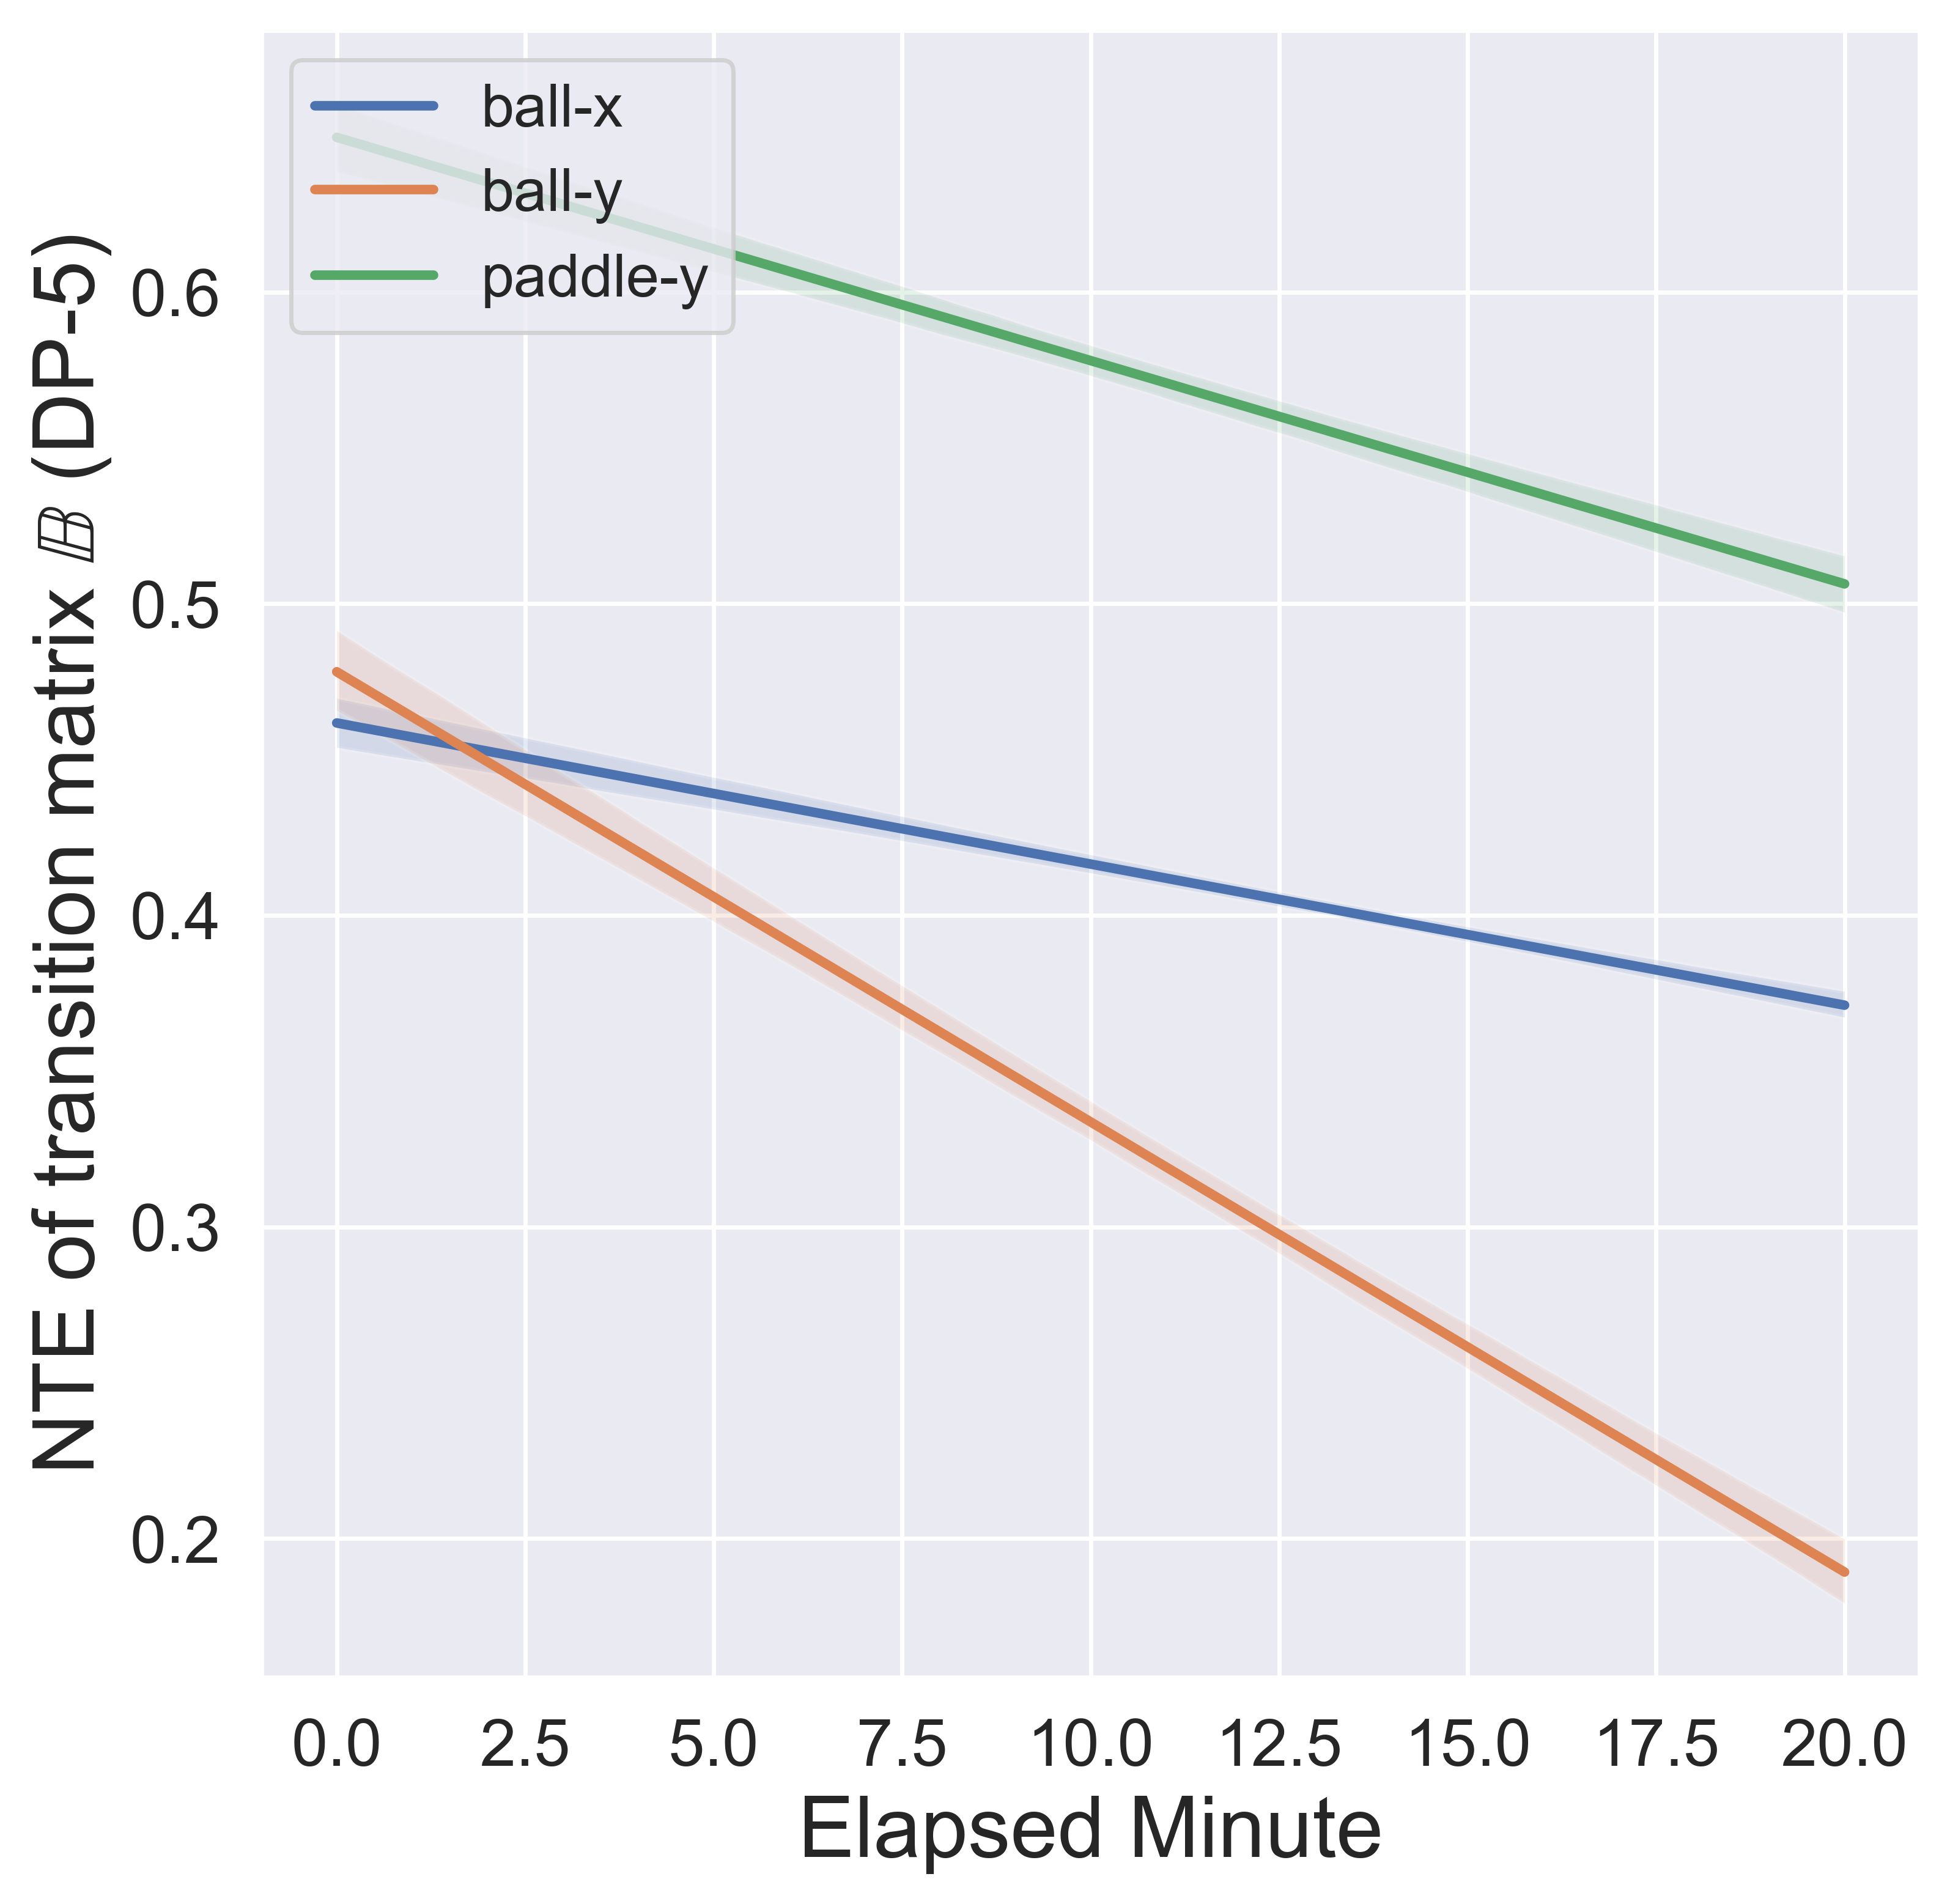 NTE of transition matrix 𝔹 (DP-5)
ball-x
ball-y
paddle-y
0.6
0.5
0.4
0.3
0.2
0.0 2.5 5.0 7.5 10.0 12.5 15.0 17.5 20.0
Elapsed Minute